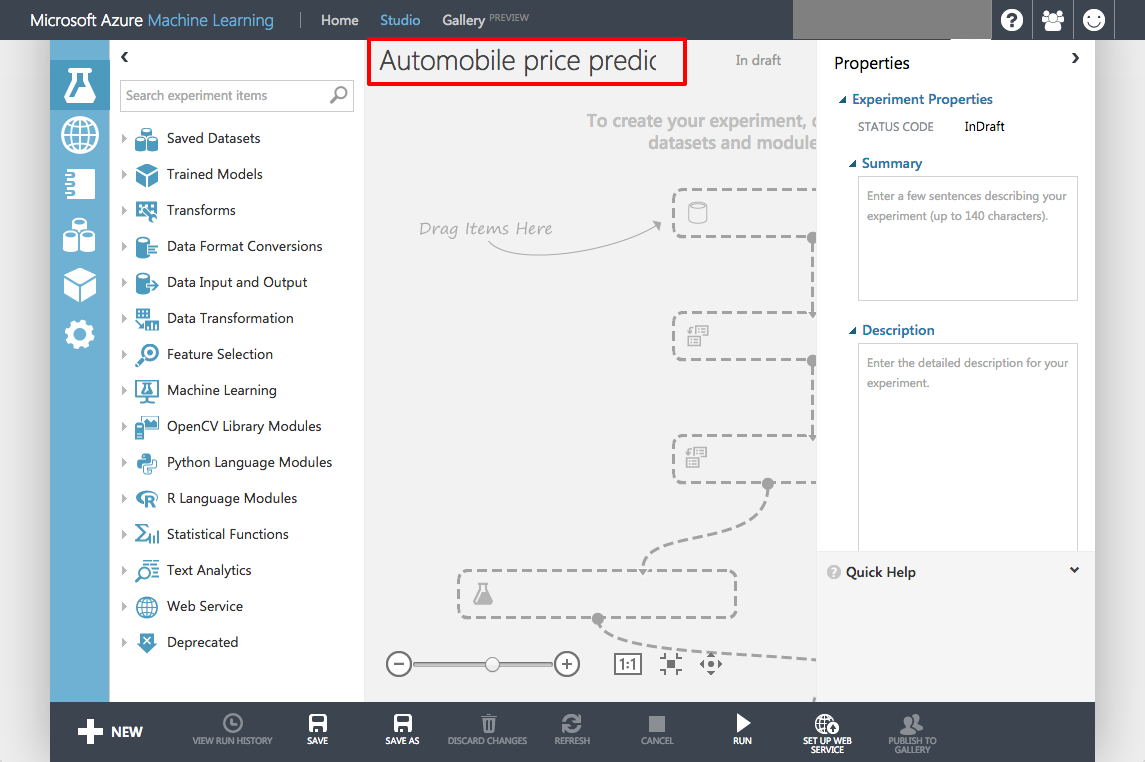 Microsoft Azure Machine Learning
Home
Studio
Gallery PREVIEW
Search experiment items
Saved Datasets
Trained Models
Transforms
Data Format Conversions
Data Input and Output
Data Transformation
Feature Selection
Machine Learning
OpenCV Library Modules
Python Language Modules
R Language Modules
Statistical Functions
Text Analytics
Web Service
Deprecated
Automobile price predic
In draft
To create your experiment,
datasets and module
Drag Items Here
1:1
Properties
Experiment Properties
STATUS CODE InDraft
Summary
Enter a few sentences describing your
experiment (up to 140 characters).
Description
Enter the detailed description for your
experiment.
Quick Help
NEW
VIEW RUN HISTORY
SAVE
SAVE AS
DISCARD CHANGES
REFRESH
CANCEL
RUN
SET UP WEB
SERVICE
PUBLISH TO
GALLERY